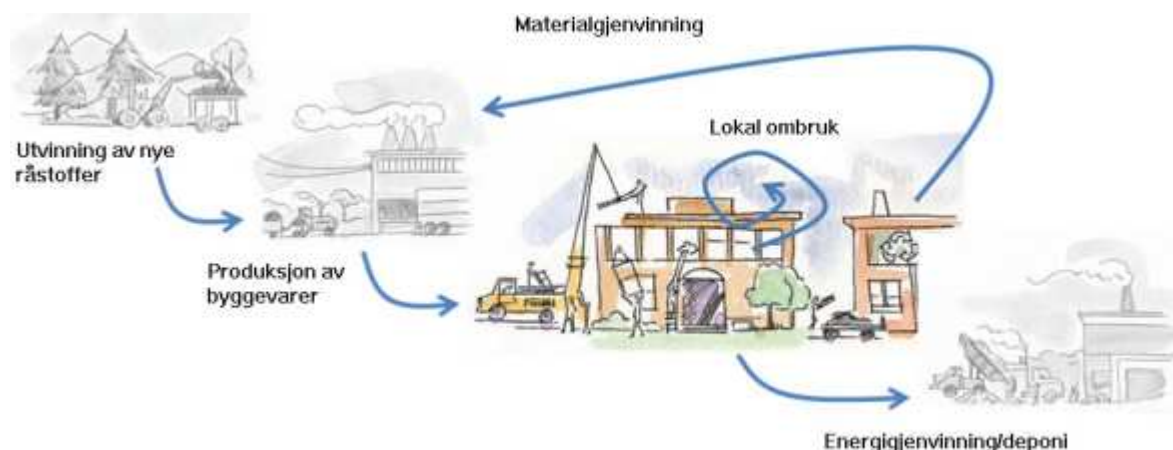 Materialgjenvinning
Lokal ombruk
Utvinning av nye
råstoffer
Produksjon av
byggevarer
Energigjenvinning/deponi